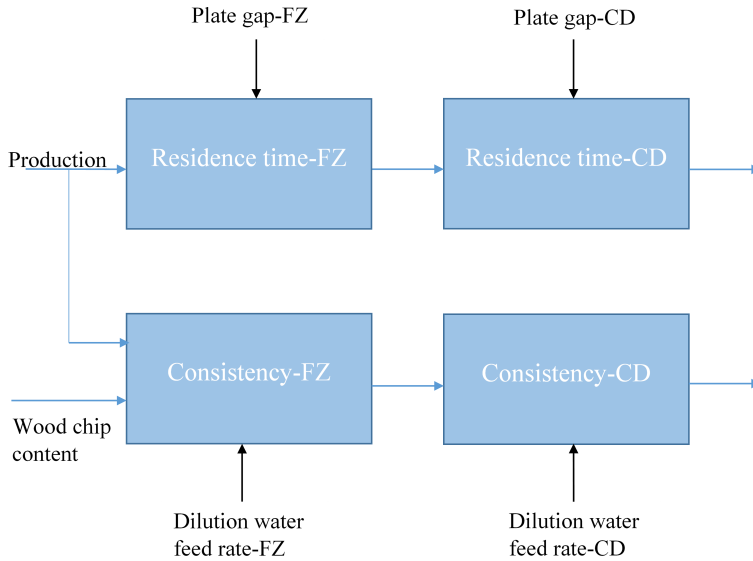 Plate gap-FZ
Plate gap-CD
Residence time-FZ
Residence time-CD
Production
Consistency-FZ
Consistency-CD
Wood chip
content
Dilution water
feed rate-FZ
Dilution water
feed rate-CD